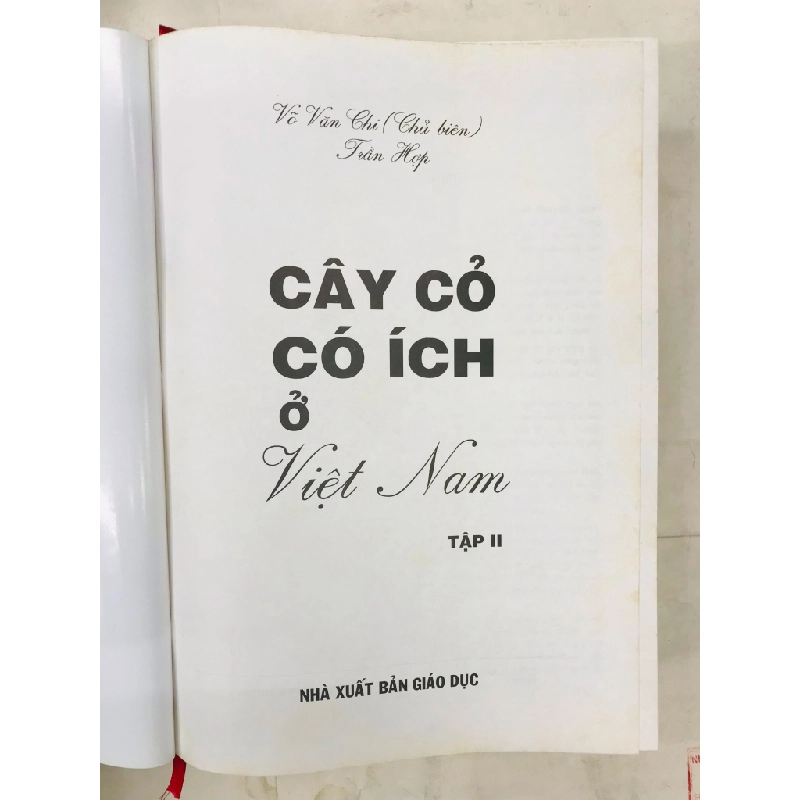 Võ Văn Chi (Chủ biên)
Trần Hợp
CÂY CỎ
CÓ ÍCH
Ở
Việt Nam
TẬP II
NHÀ XUẤT BẢN GIÁO DỤC